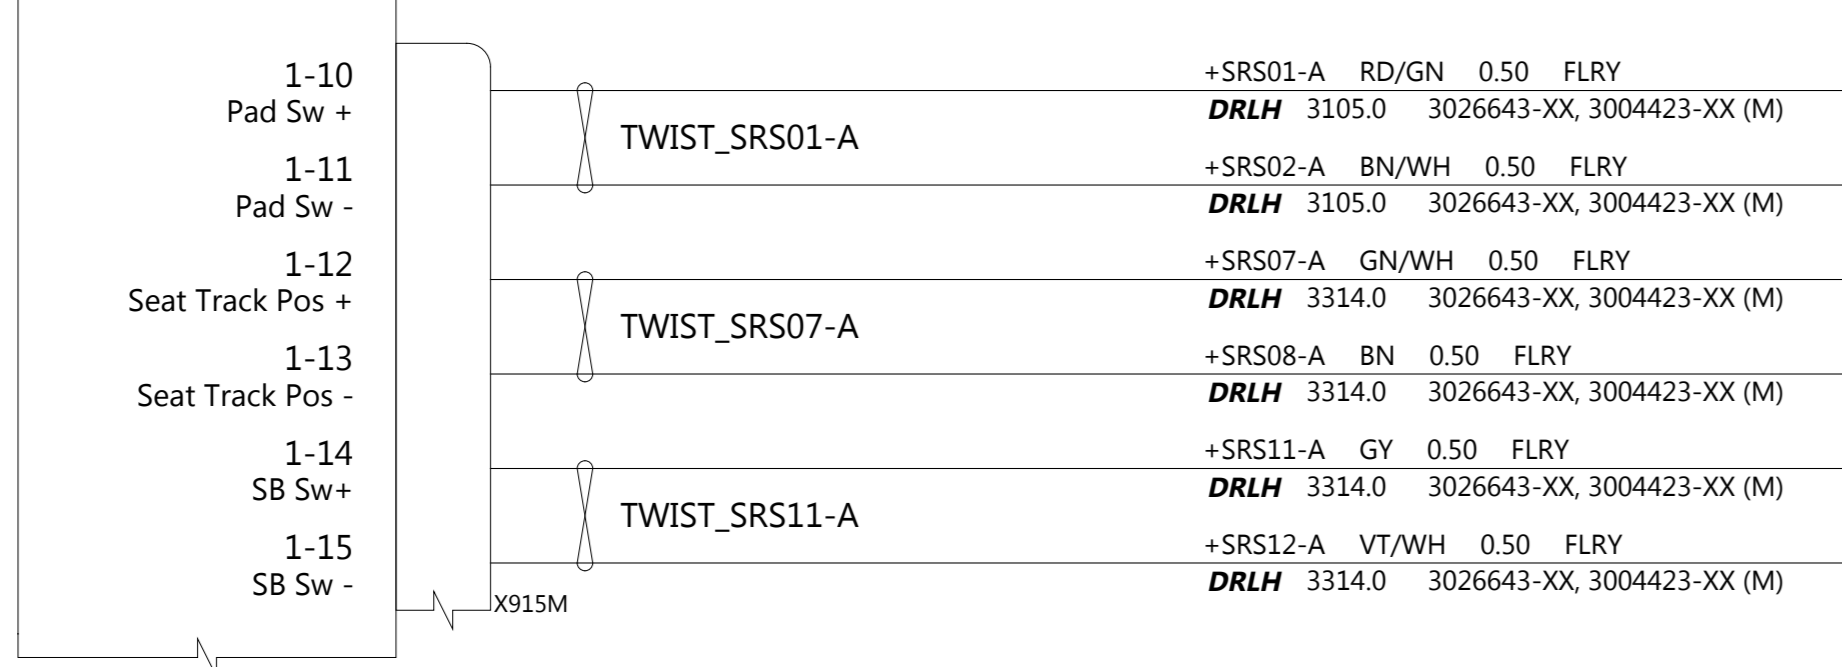 1-10
Pad Sw +
1-11
Pad Sw -
1-12
Seat Track Pos +
1-13
Seat Track Pos -
1-14
SB Sw+
1-15
SB Sw -
X915M
TWIST_SRS01-A
TWIST_SRS07-A
TWIST_SRS11-A
+SRS01-A RD/GN 0.50 FLRY
DRLH 3105.0 3026643-XX, 3004423-XX (M)
+SRS02-A BN/WH 0.50 FLRY
DRLH 3105.0 3026643-XX, 3004423-XX (M)
+SRS07-A GN/WH 0.50 FLRY
DRLH 3314.0 3026643-XX, 3004423-XX (M)
+SRS08-A BN 0.50 FLRY
DRLH 3314.0 3026643-XX, 3004423-XX (M)
+SRS11-A GY 0.50 FLRY
DRLH 3314.0 3026643-XX, 3004423-XX (M)
+SRS12-A VT/WH 0.50 FLRY
DRLH 3314.0 3026643-XX, 3004423-XX (M)